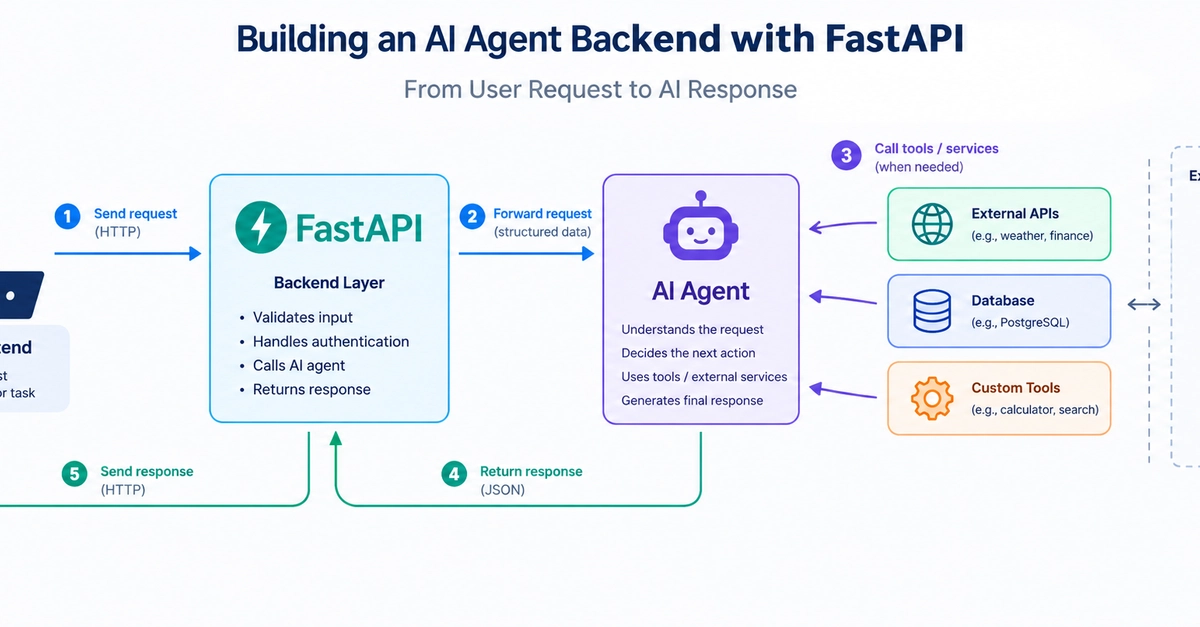 Building an AI Agent Backend with FastAPI
From User Request to AI Response
1 Send request
(HTTP)
tend
st
or task
FastAPI
Backend Layer
• Validates input
• Handles authentication
• Calls AI agent
• Returns response
2 Forward request
(structured data)
AI Agent
Understands the request
Decides the next action
Uses tools / external services
Generates final response
3 Call tools / services
(when needed)
External APIs
(e.g., weather, finance)
Database
(e.g., PostgreSQL)
Custom Tools
(e.g., calculator, search)
Ex
4 Return response
(JSON)
5 Send response
(HTTP)